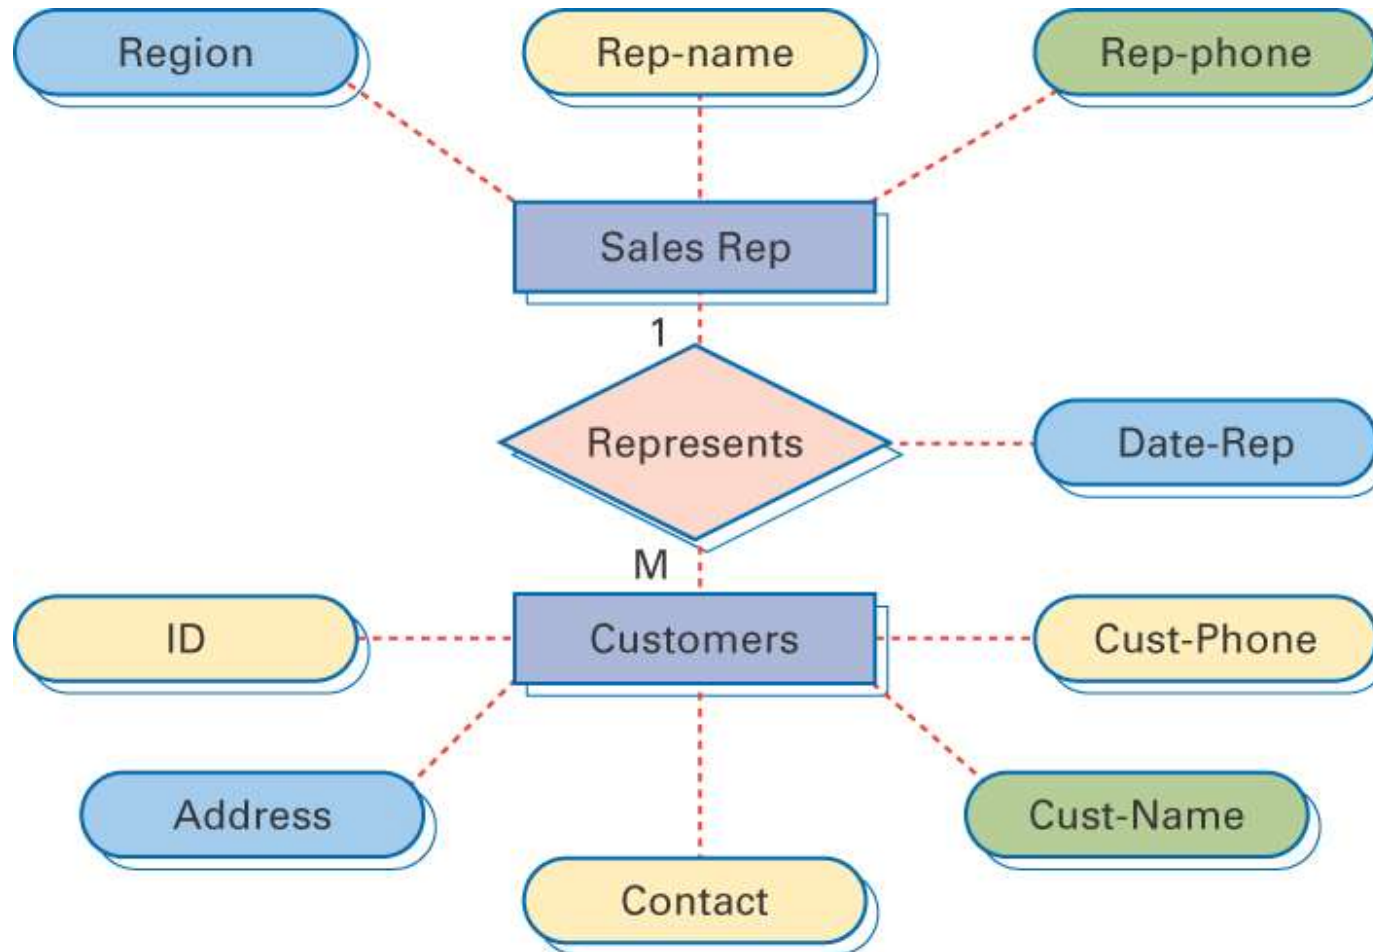 Region
Rep-name
Rep-phone
Sales Rep
1
Represents
Date-Rep
M
ID
Customers
Cust-Phone
Address
Cust-Name
Contact